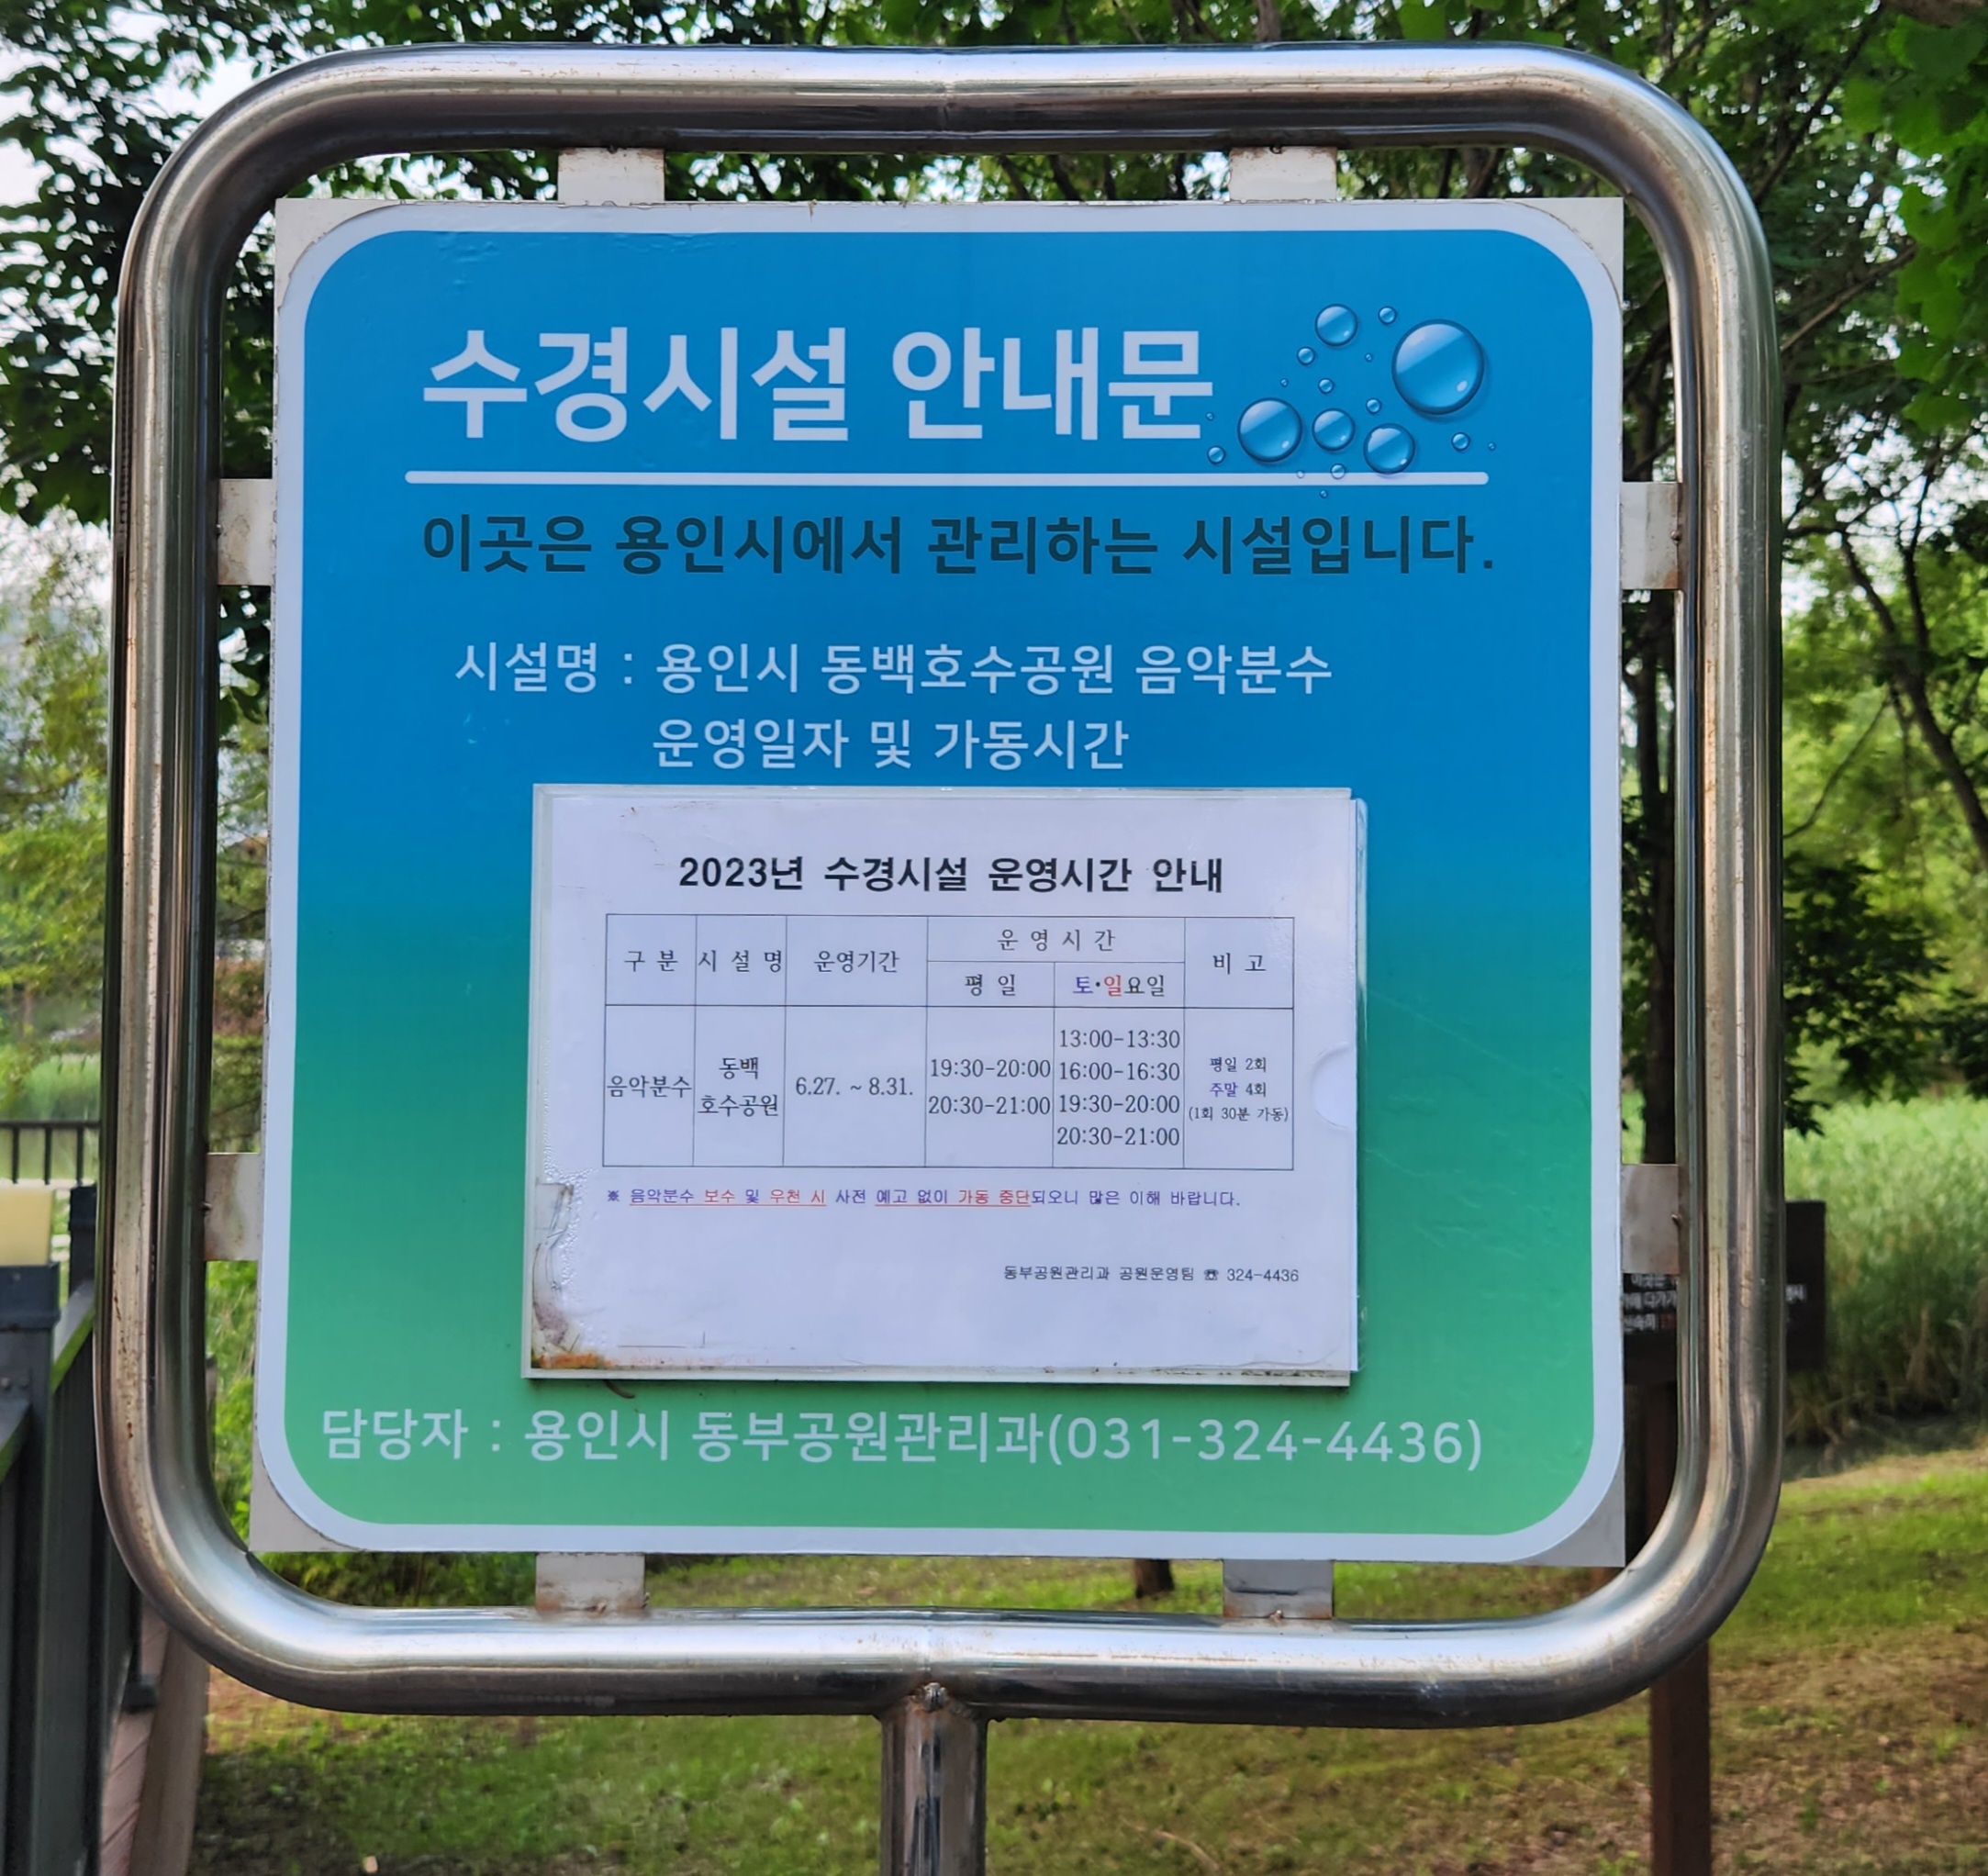 수경시설 안내문
이곳은 용인시에서 관리하는 시설입니다.
시설명 : 용인시 동백호수공원 음악분수
운영일자 및 가동시간
2023년 수경시설 운영시간 안내
구 분 시 설 명 운영기간 운 영 시 간 비 고
평 일 토·일요일
음악분수 동백 호수공원 6.27. ~ 8.31. 19:30-20:00 20:30-21:00 13:00-13:30 16:00-16:30 19:30-20:00 20:30-21:00 평일 2회 주말 4회 (1회 30분 가동)
※ 음악분수 보수 및 우천 시 사전 예고 없이 가동 중단되오니 많은 이해 바랍니다.
동부공원관리과 공원운영팀 ☎ 324-4436
담당자 : 용인시 동부공원관리과(031-324-4436)